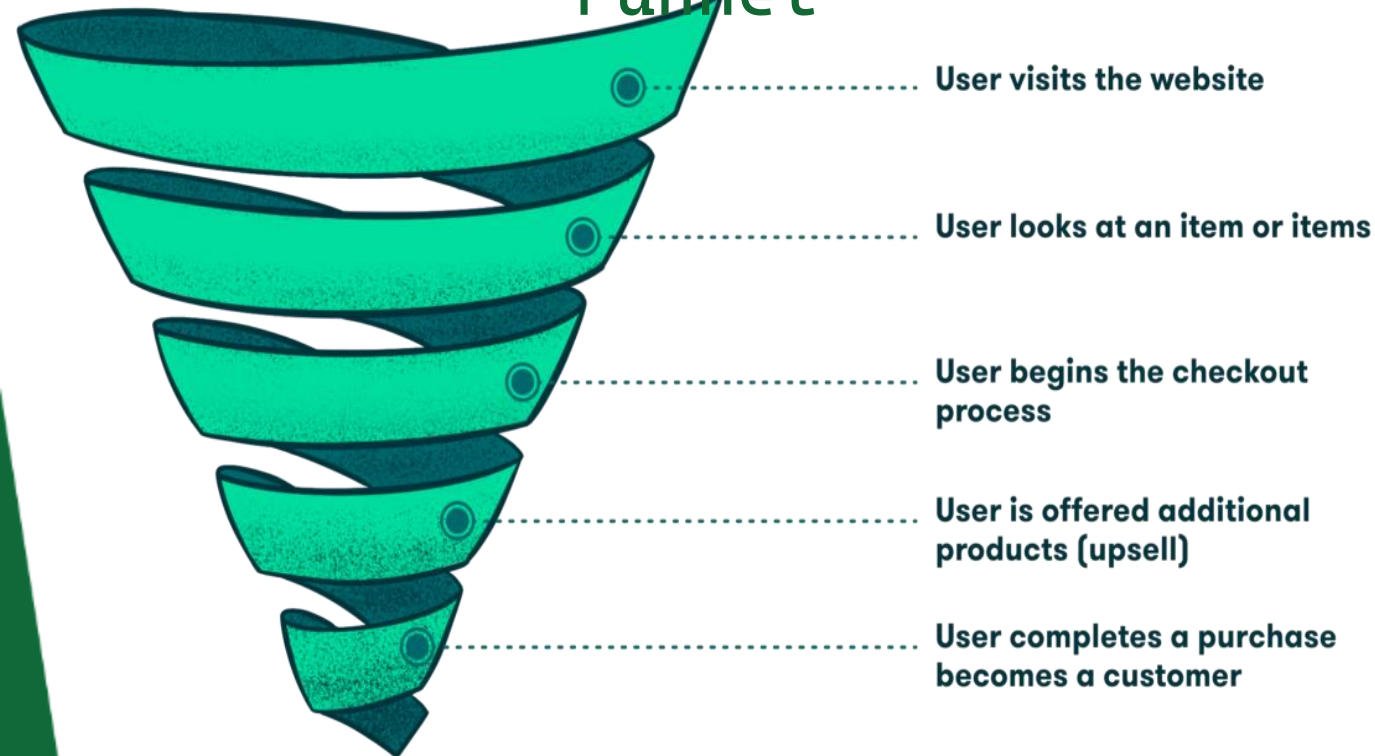 Funnel
User visits the website
User looks at an item or items
User begins the checkout
process
User is offered additional
products (upsell)
User completes a purchase
becomes a customer